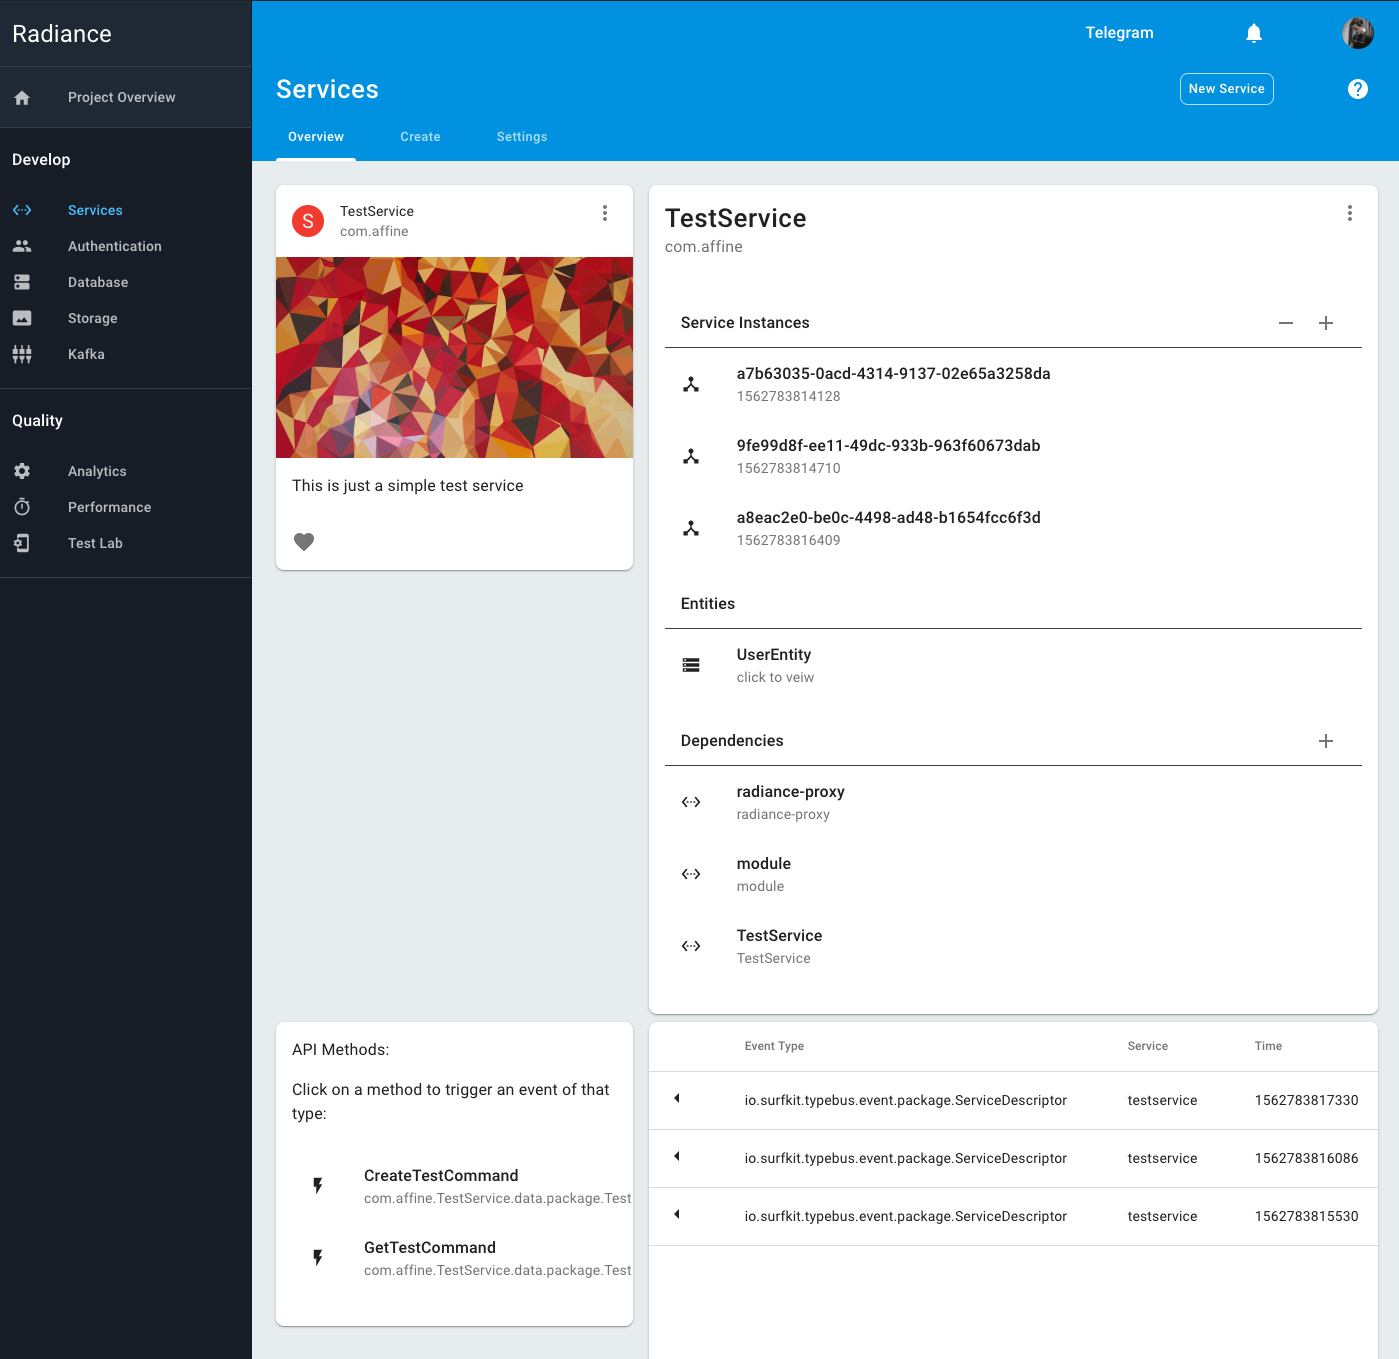 Radiance
Project Overview
Develop
Services
Authentication
Database
Storage
Kafka
Quality
Analytics
Performance
Test Lab
Telegram
Services
New Service
Overview
Create
Settings
S
TestService
com.affine
This is just a simple test service
TestService
com.affine
Service Instances
a7b63035-0acd-4314-9137-02e65a3258da
1562783814128
9fe99d8f-ee11-49dc-933b-963f60673dab
1562783814710
a8eac2e0-be0c-4498-ad48-b1654fcc6f3d
1562783816409
Entities
UserEntity
click to veiw
Dependencies
radiance-proxy
radiance-proxy
module
module
TestService
TestService
API Methods:
Click on a method to trigger an event of that
type:
CreateTestCommand
com.affine.TestService.data.package.Test
GetTestCommand
com.affine.TestService.data.package.Test
Event Type Service Time
io.surfkit.typebus.event.package.ServiceDescriptor testservice 1562783817330
io.surfkit.typebus.event.package.ServiceDescriptor testservice 1562783816086
io.surfkit.typebus.event.package.ServiceDescriptor testservice 1562783815530